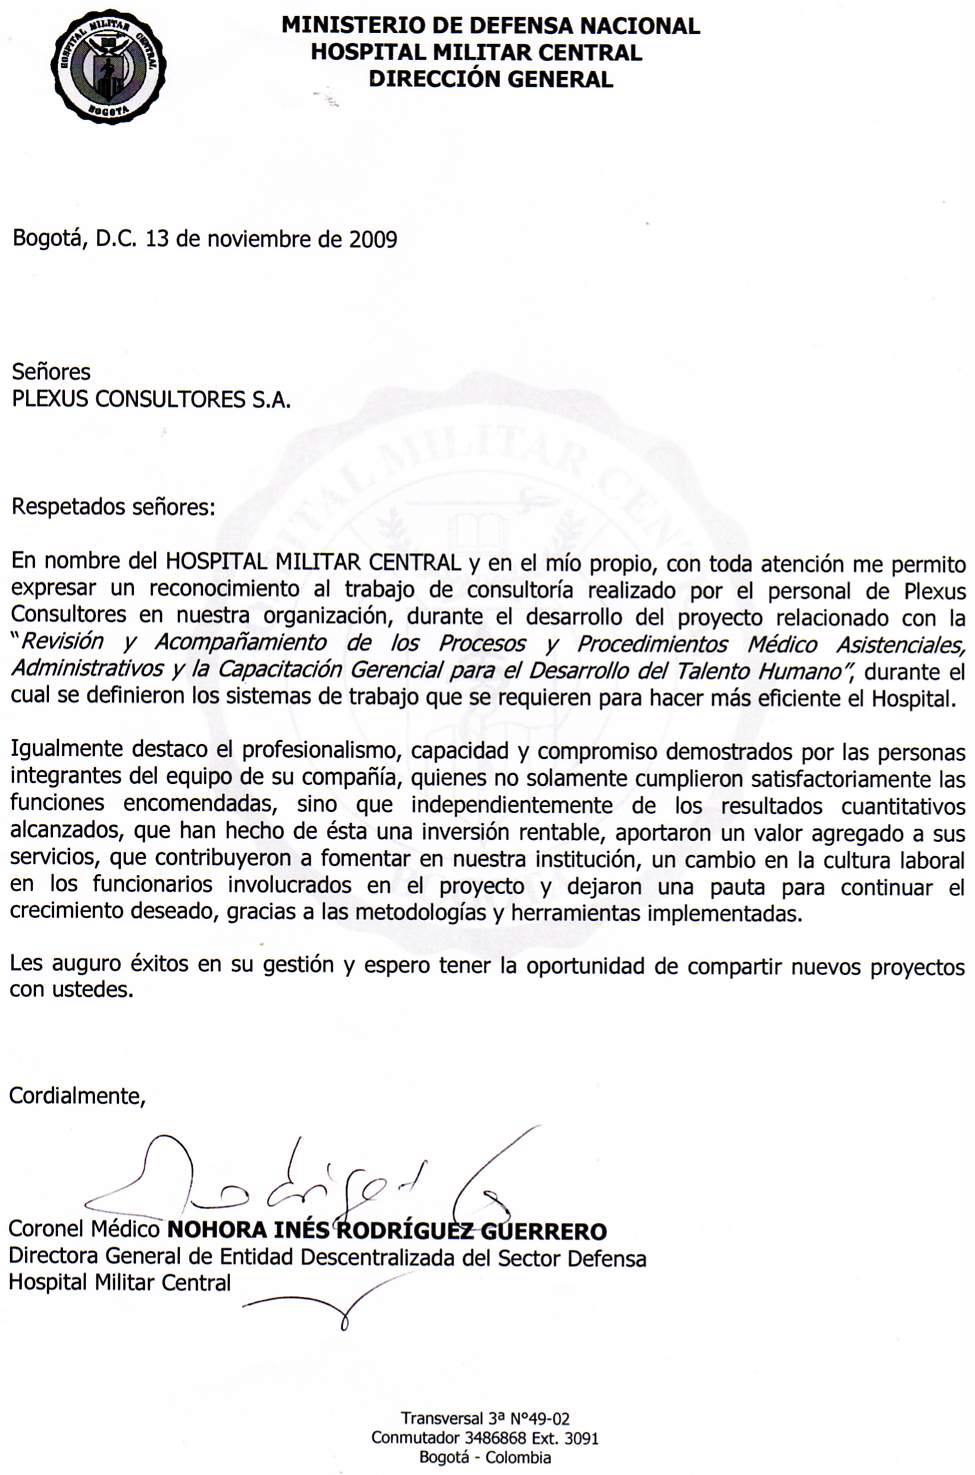 HOSPITAL MILITAR CENTRAL
BOGOTA
MINISTERIO DE DEFENSA NACIONAL
HOSPITAL MILITAR CENTRAL
DIRECCIÓN GENERAL
Bogotá, D.C. 13 de noviembre de 2009
Señores
PLEXUS CONSULTORES S.A.
Respetados señores:
En nombre del HOSPITAL MILITAR CENTRAL y en el mío propio, con toda atención me permito
expresar un reconocimiento al trabajo de consultoría realizado por el personal de Plexus
Consultores en nuestra organización, durante el desarrollo del proyecto relacionado con la
"Revisión y Acompañamiento de los Procesos y Procedimientos Médico Asistenciales,
Administrativos y la Capacitación Gerencial para el Desarrollo del Talento Humano", durante el
cual se definieron los sistemas de trabajo que se requieren para hacer más eficiente el Hospital.
Igualmente destaco el profesionalismo, capacidad y compromiso demostrados por las personas
integrantes del equipo de su compañía, quienes no solamente cumplieron satisfactoriamente las
funciones encomendadas, sino que independientemente de los resultados cuantitativos
alcanzados, que han hecho de ésta una inversión rentable, aportaron un valor agregado a sus
servicios, que contribuyeron a fomentar en nuestra institución, un cambio en la cultura laboral
en los funcionarios involucrados en el proyecto y dejaron una pauta para continuar el
crecimiento deseado, gracias a las metodologías y herramientas implementadas.
Les auguro éxitos en su gestión y espero tener la oportunidad de compartir nuevos proyectos
con ustedes.
Cordialmente,
Coronel Médico NOHORA INÉS RODRÍGUEZ GUERRERO
Directora General de Entidad Descentralizada del Sector Defensa
Hospital Militar Central
Transversal 3ª Nº49-02
Conmutador 3486868 Ext. 3091
Bogotá - Colombia